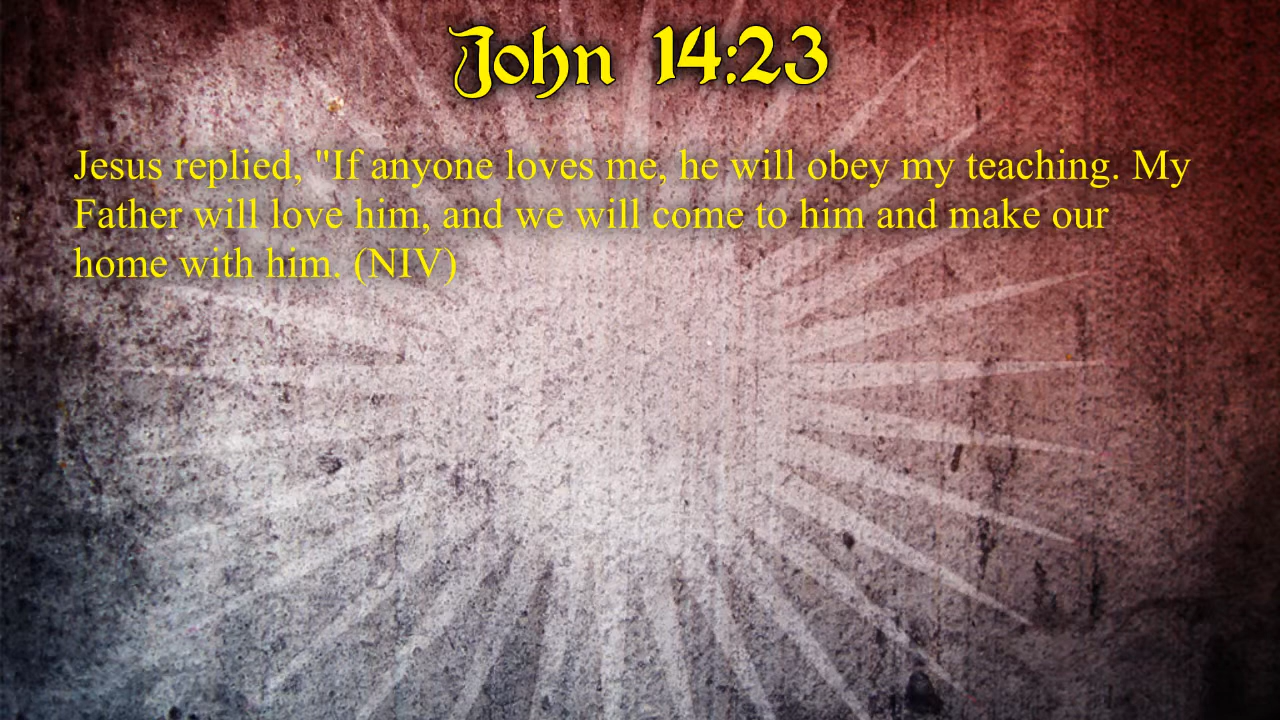 John 14:23
Jesus replied, "If anyone loves me, he will obey my teaching. My
Father will love him, and we will come to him and make our
home with him. (NIV)